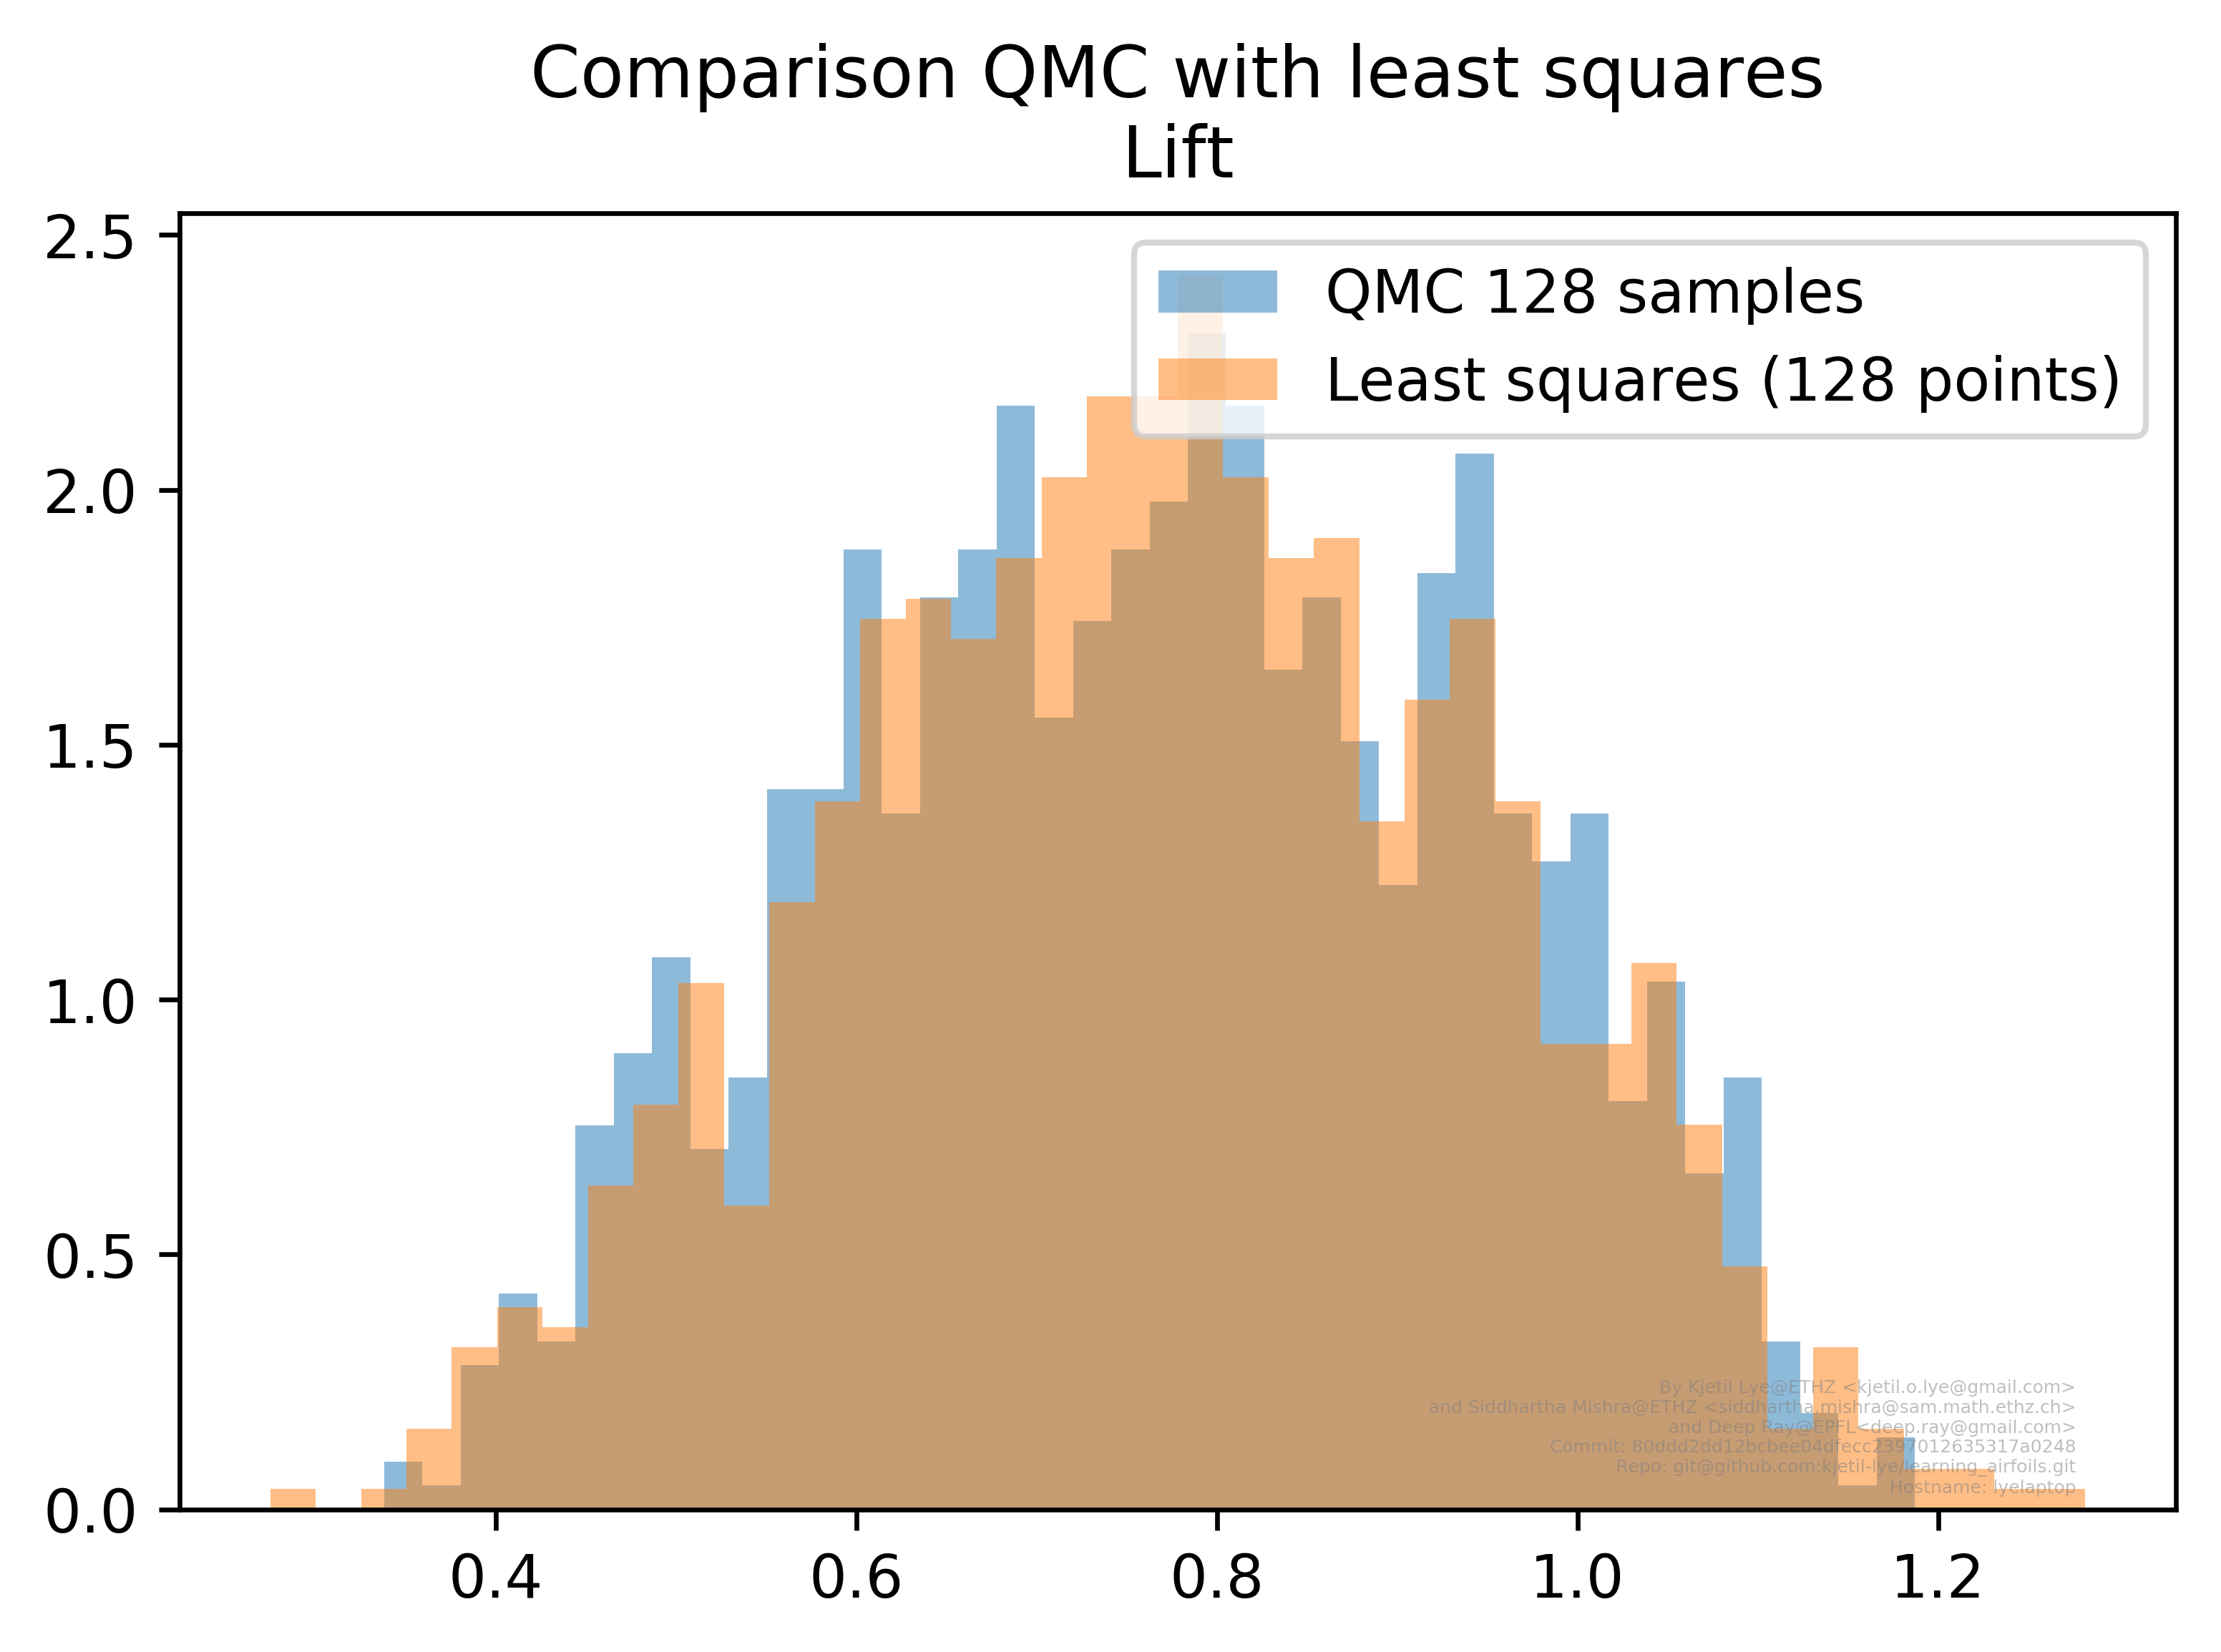 Comparison QMC with least squares
Lift
2.5
2.0
1.5
1.0
0.5
0.0
QMC 128 samples
Least squares (128 points)
By Kjetil Lye@ETHZ <kjetil.o.lye@gmail.com>
and Siddhartha Mishra@ETHZ <siddhartha.mishra@sam.math.ethz.ch>
and Deep Ray@EPFL<deep.ray@gmail.com>
Commit: 80ddd2dd12bcbee04dfecc2397012635317a0248
Repo: git@github.com:kjetil-lye/learning_airfoils.git
Hostname: lyelaptop
0.4 0.6 0.8 1.0 1.2